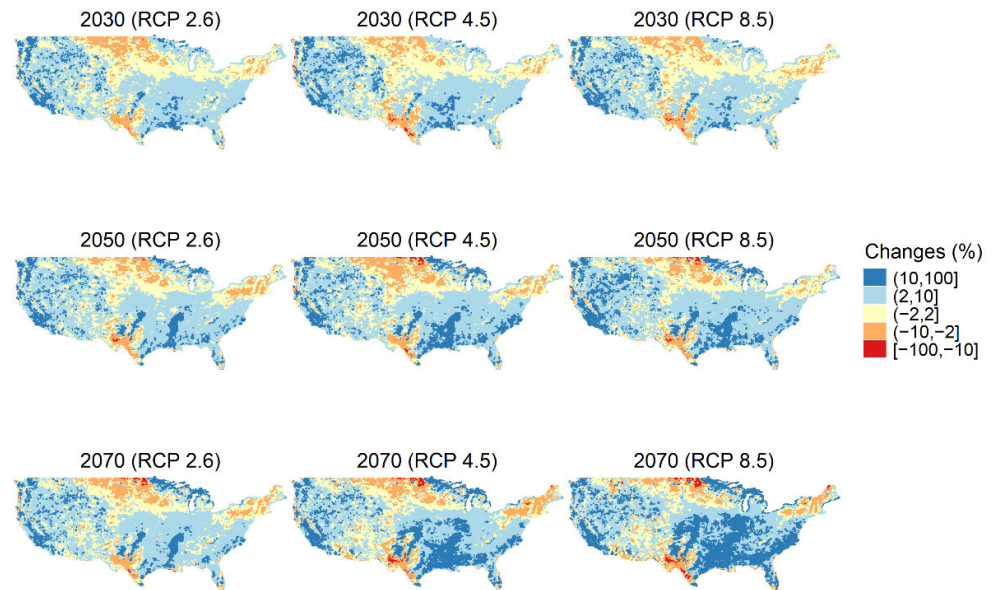 2030 (RCP 2.6)
2030 (RCP 4.5)
2030 (RCP 8.5)
2050 (RCP 2.6)
2050 (RCP 4.5)
2050 (RCP 8.5)
Changes (%)
(10,100]
(2,10]
(−2,2]
(−10,−2]
[−100,−10]
2070 (RCP 2.6)
2070 (RCP 4.5)
2070 (RCP 8.5)